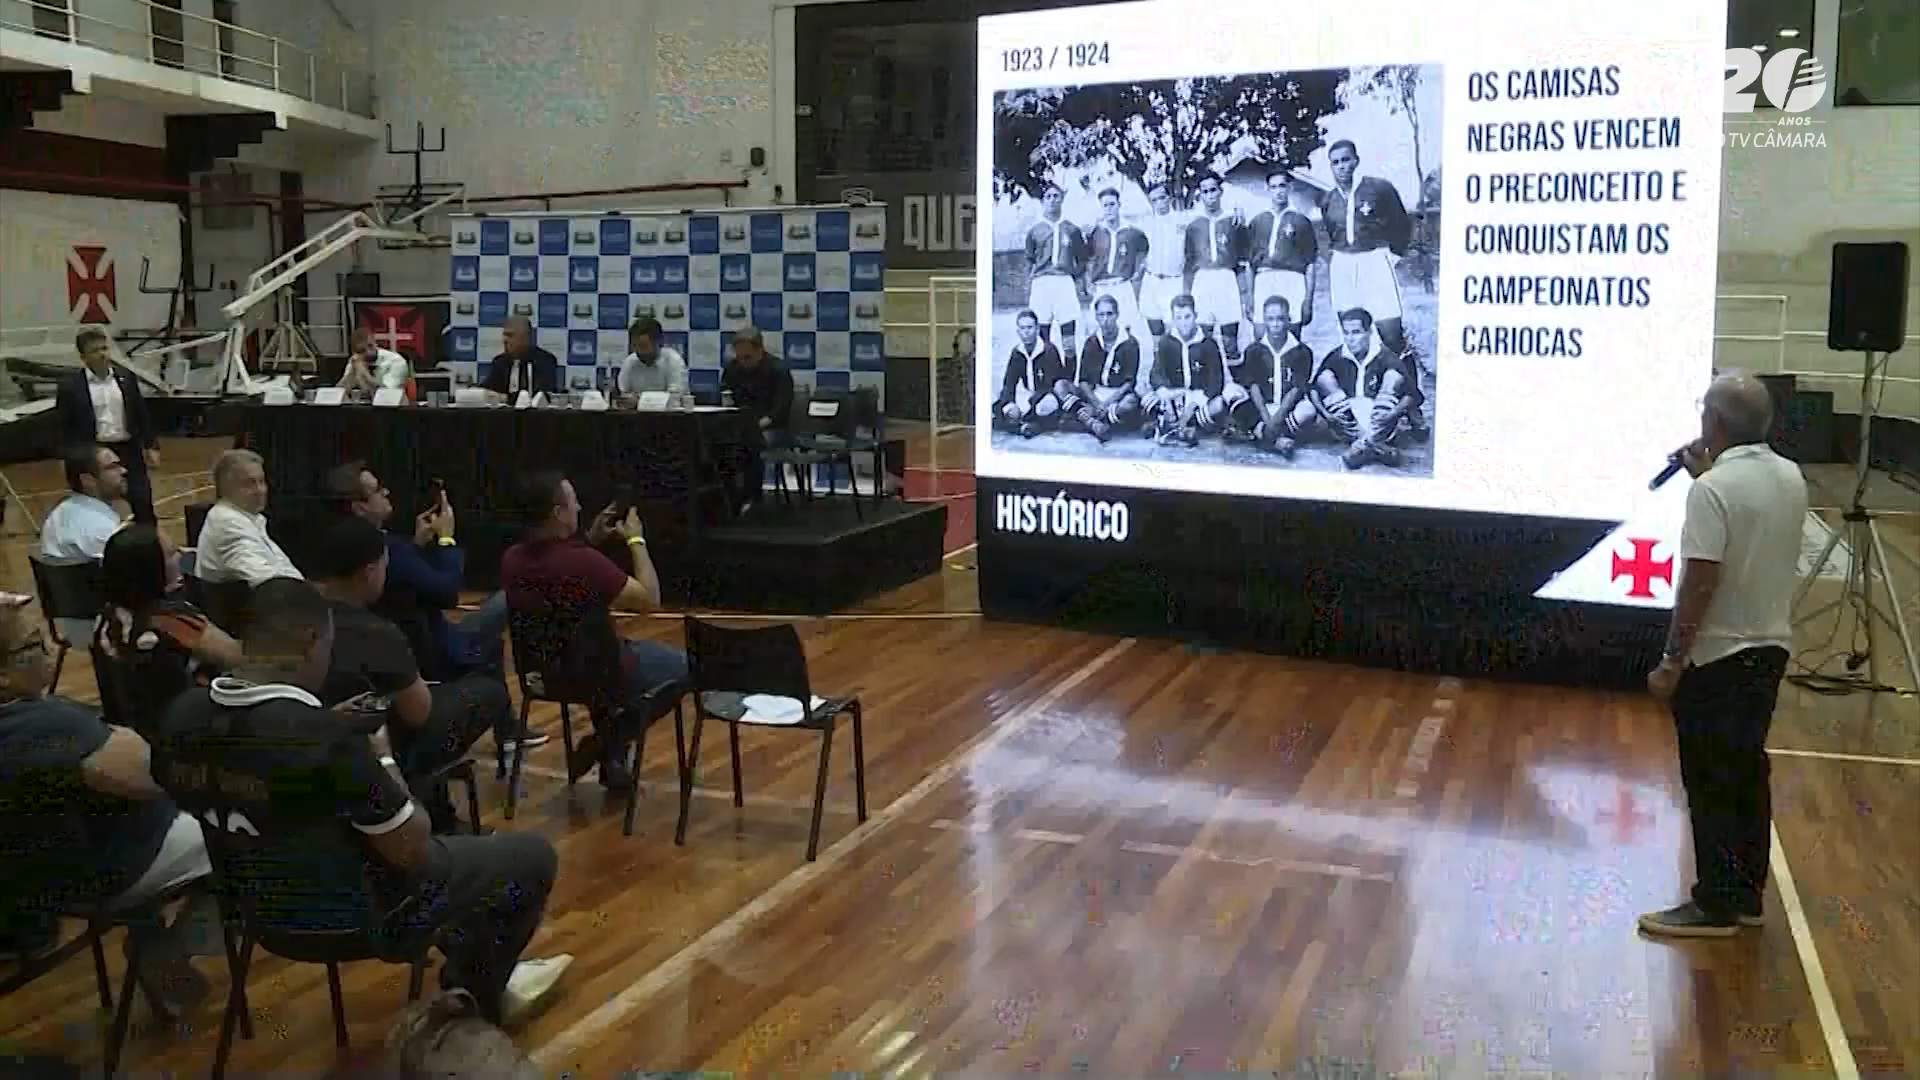 1923 / 1924
OS CAMISAS
NEGRAS VENCEM
O PRECONCEITO E
CONQUISTAM OS
CAMPEONATOS
CARIOCAS
HISTÓRICO
QUE
20
ANOS
TV CÂMARA